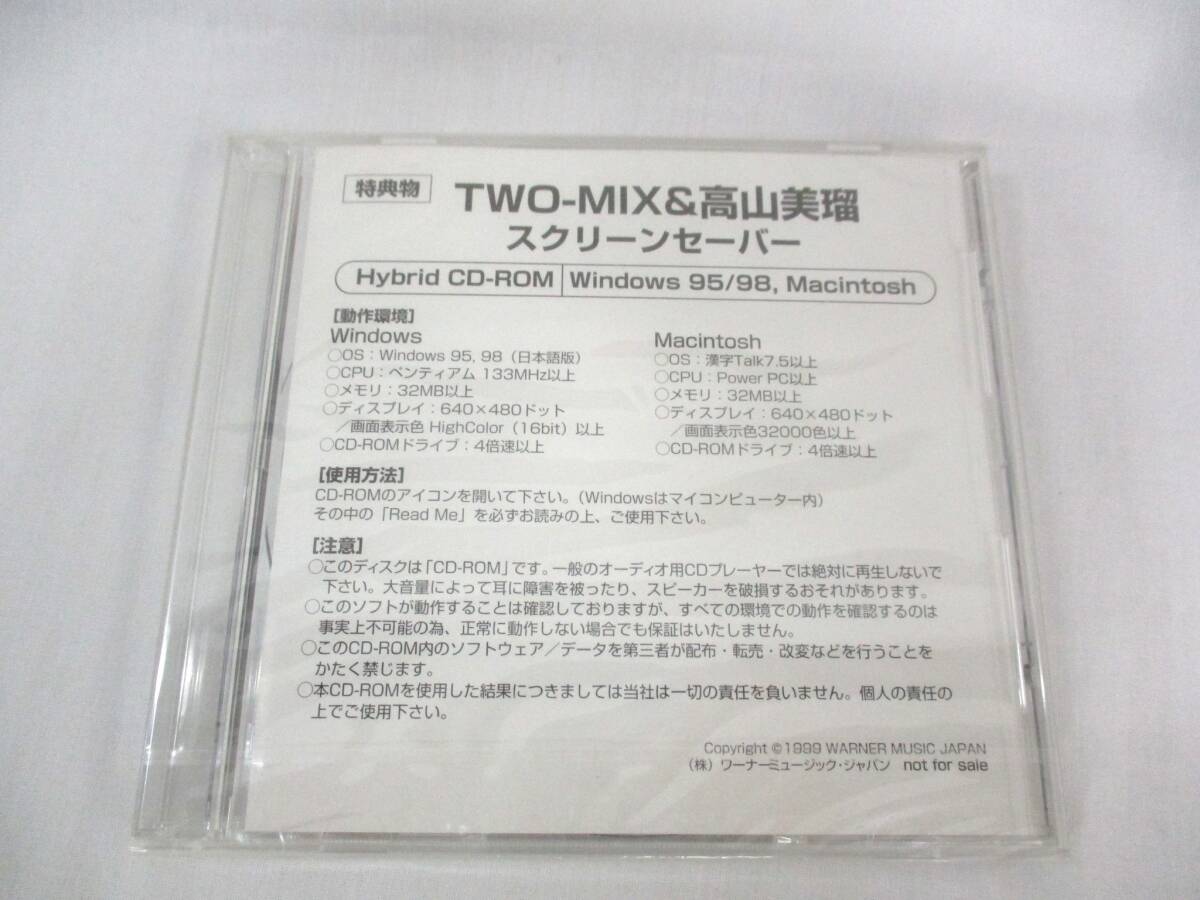 特典物
TWO-MIX&高山美瑠
スクリーンセーバー
Hybrid CD-ROM Windows 95/98, Macintosh
[動作環境]
Windows
○OS：Windows 95, 98（日本語版）
○CPU：ペンティアム 133MHz以上
○メモリ：32MB以上
○ディスプレイ：640×480ドット
／画面表示色 HighColor（16bit）以上
○CD-ROMドライブ：4倍速以上
Macintosh
○OS：漢字Talk7.5以上
○CPU：Power PC以上
○メモリ：32MB以上
○ディスプレイ：640×480ドット
／画面表示色32000色以上
○CD-ROMドライブ：4倍速以上
[使用方法]
CD-ROMのアイコンを開いて下さい。（Windowsはマイコンピューター内）
その中の「Read Me」を必ずお読みの上、ご使用下さい。
[注意]
○このディスクは「CD-ROM」です。一般のオーディオ用CDプレーヤーでは絶対に再生しないで
下さい。大音量によって耳に障害を被ったり、スピーカーを破損するおそれがあります。
○このソフトが動作することは確認しておりますが、すべての環境での動作を確認するのは
事実上不可能の為、正常に動作しない場合でも保証はいたしません。
○このCD-ROM内のソフトウェア／データを第三者が配布・転売・改変などを行うことを
かたく禁じます。
○本CD-ROMを使用した結果につきましては当社は一切の責任を負いません。個人の責任の
上でご使用下さい。
Copyright ©1999 WARNER MUSIC JAPAN
（株）ワーナーミュージック・ジャパン not for sale